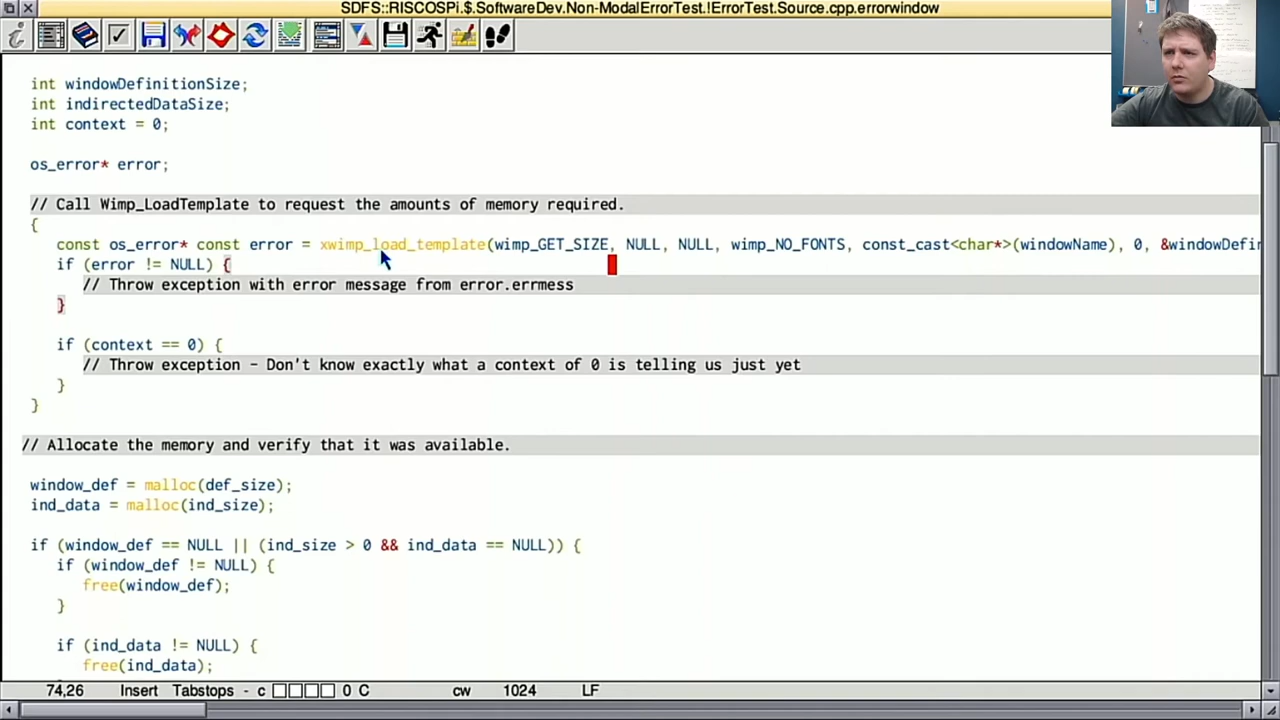 SDFS::RISCOSPi.$.SoftwareDev.Non-ModalErrorTest.!ErrorTest.Source.cpp.errorwindow
int windowDefinitionSize;
int indirectedDataSize;
int context = 0;
os_error* error;
// Call Wimp_LoadTemplate to request the amounts of memory required.
{
const os_error* const error = xwimp_load_template(wimp_GET_SIZE, NULL, NULL, wimp_NO_FONTS, const_cast<char*>(windowName), 0, &windowDefin
if (error != NULL) {
// Throw exception with error message from error.errmess
}
if (context == 0) {
// Throw exception - Don't know exactly what a context of 0 is telling us just yet
}
}
// Allocate the memory and verify that it was available.
window_def = malloc(def_size);
ind_data = malloc(ind_size);
if (window_def == NULL || (ind_size > 0 && ind_data == NULL)) {
if (window_def != NULL) {
free(window_def);
}
if (ind_data != NULL) {
free(ind_data);
74,26 Insert Tabstops - c 0 C cw 1024 LF